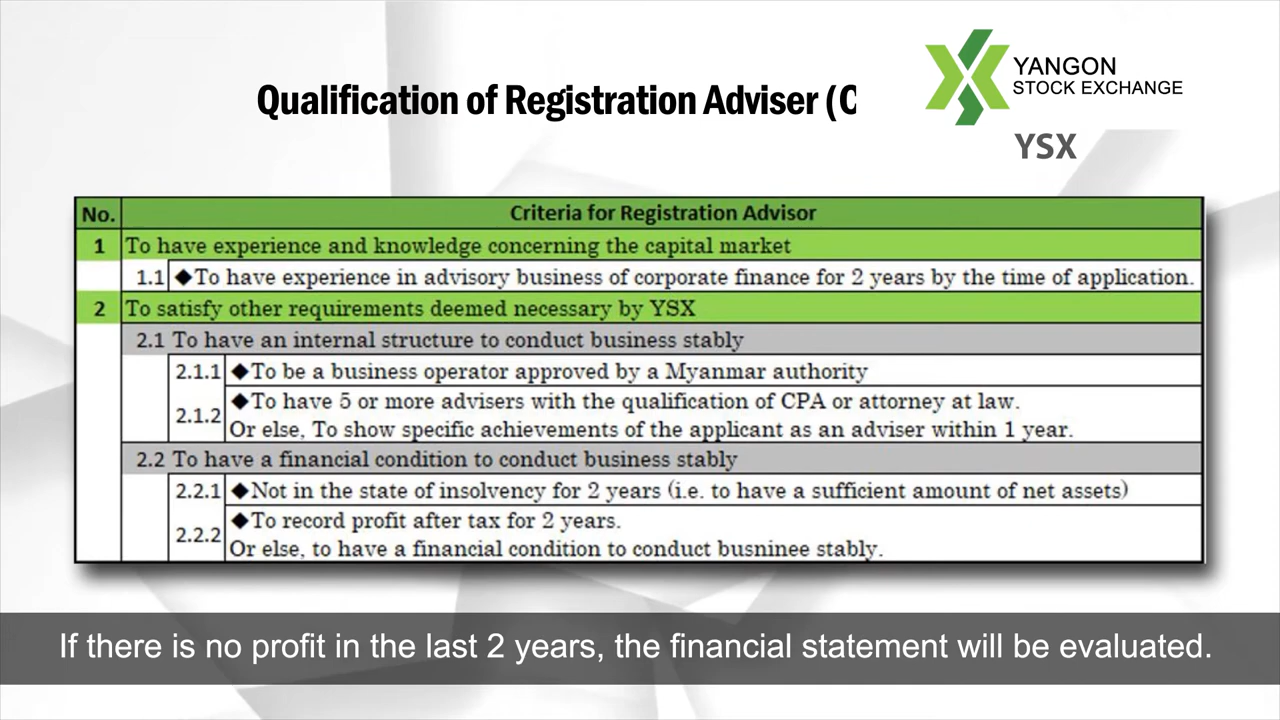 Qualification of Registration Adviser (
YANGON
STOCK EXCHANGE
YSX
No. Criteria for Registration Advisor
1 To have experience and knowledge concerning the capital market
1.1 ◆To have experience in advisory business of corporate finance for 2 years by the time of application.
2 To satisfy other requirements deemed necessary by YSX
2.1 To have an internal structure to conduct business stably
2.1.1 ◆To be a business operator approved by a Myanmar authority
2.1.2 ◆To have 5 or more advisers with the qualification of CPA or attorney at law.
Or else, To show specific achievements of the applicant as an adviser within 1 year.
2.2 To have a financial condition to conduct business stably
2.2.1 ◆Not in the state of insolvency for 2 years (i.e. to have a sufficient amount of net assets)
2.2.2 ◆To record profit after tax for 2 years.
Or else, to have a financial condition to conduct busninee stably.
If there is no profit in the last 2 years, the financial statement will be evaluated.